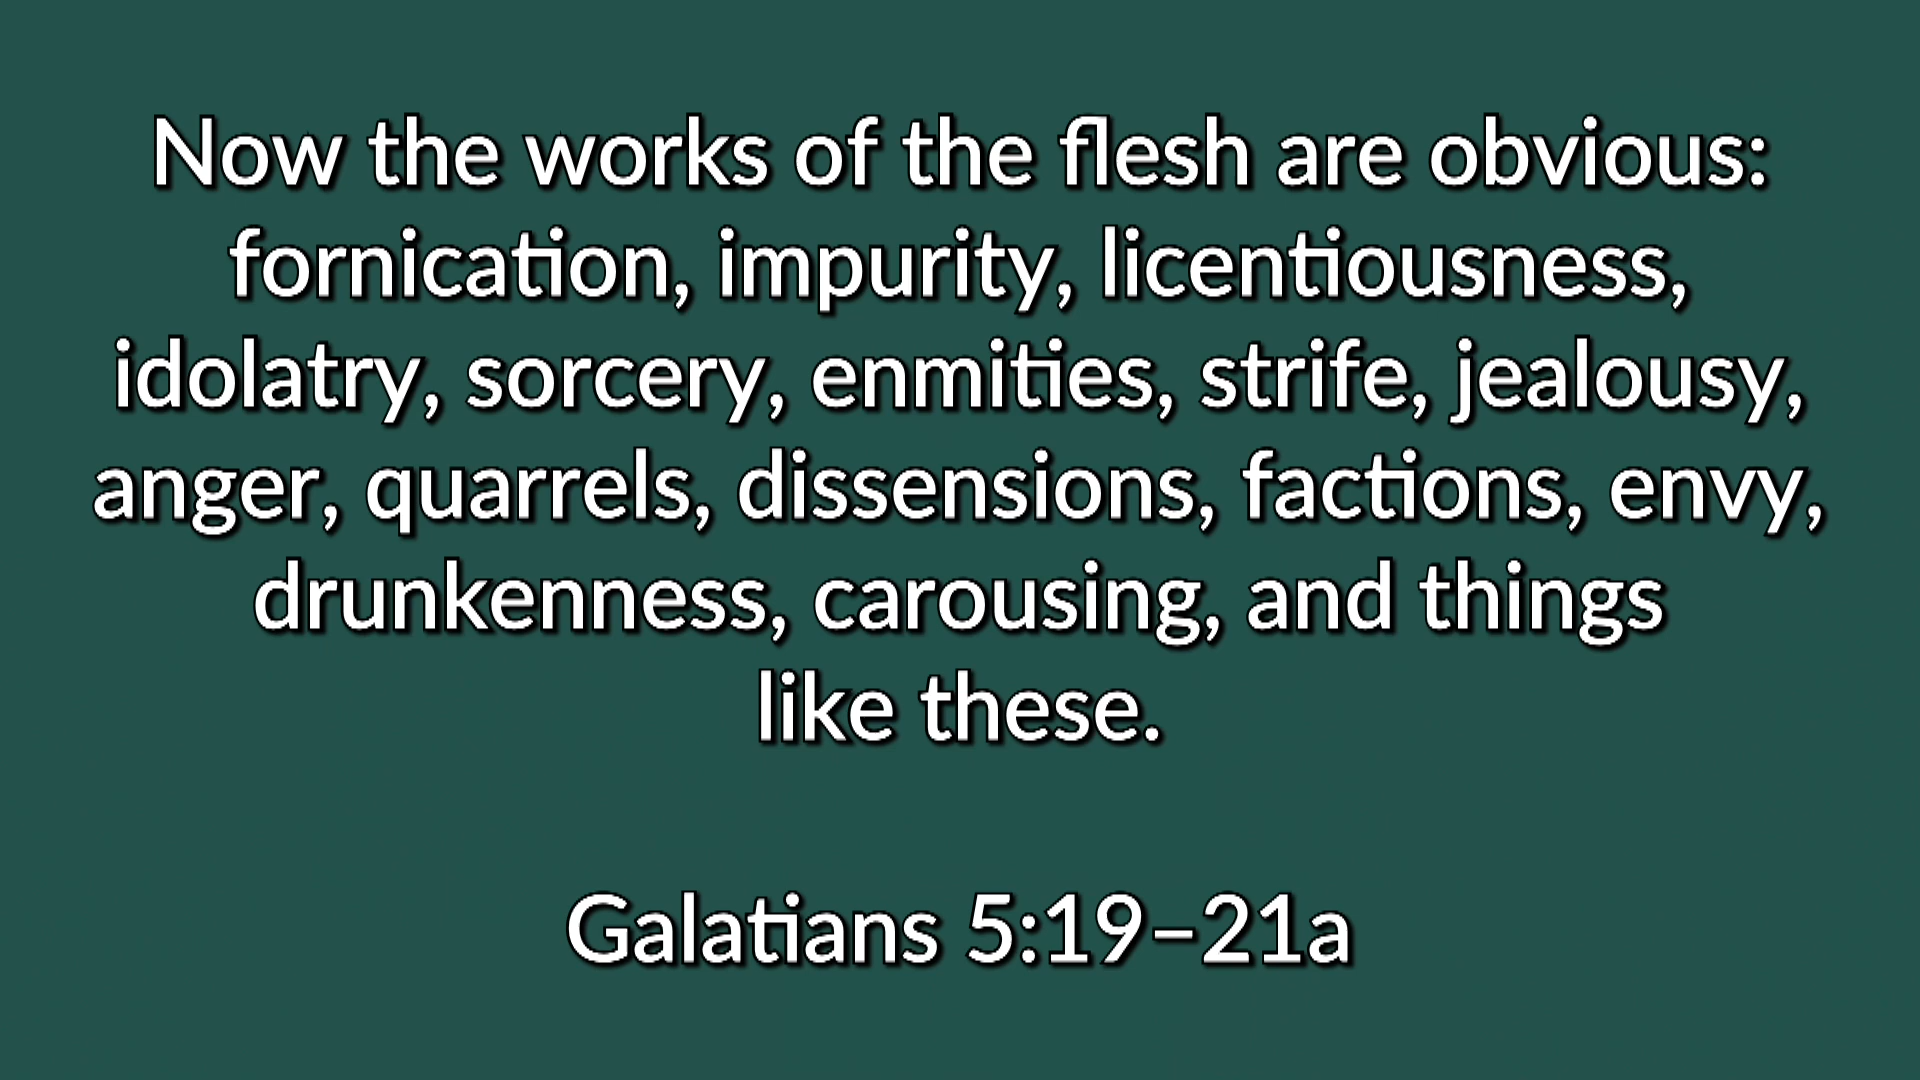 Now the works of the flesh are obvious:
fornication, impurity, licentiousness,
idolatry, sorcery, enmities, strife, jealousy,
anger, quarrels, dissensions, factions, envy,
drunkenness, carousing, and things
like these.
Galatians 5:19–21a